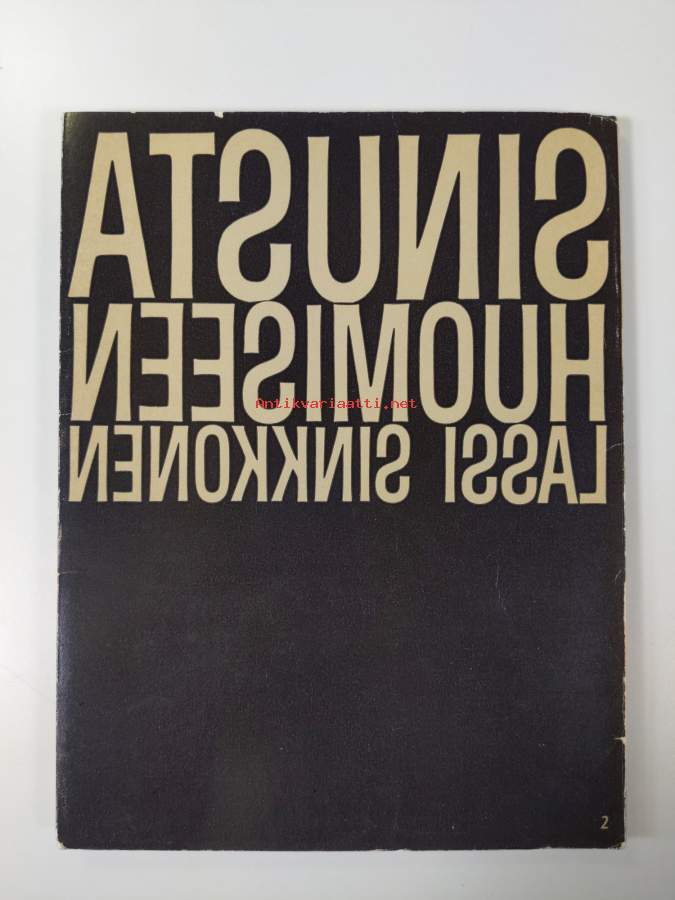 SINUSTA
HUOMISEEN
Antikvariaatti.net
LASSI SINKKONEN
2